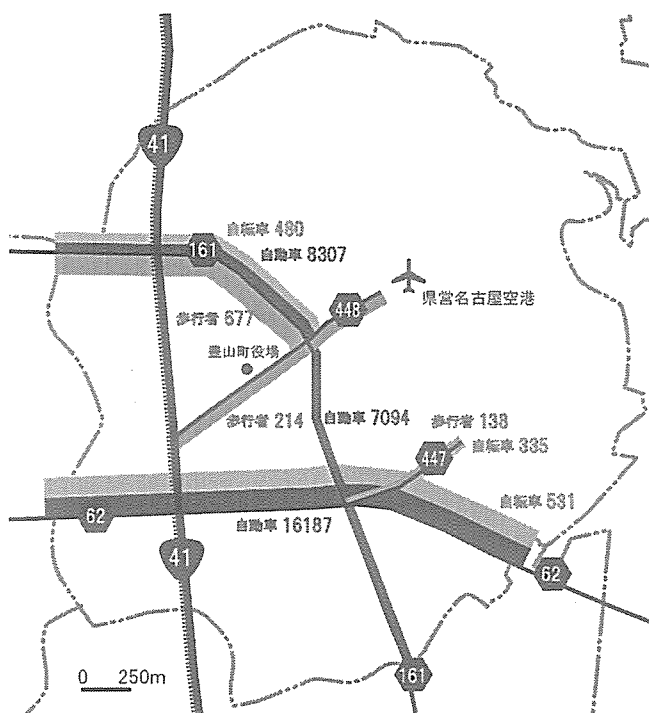 41
自転車 480
161
自動車 8307
県営名古屋空港
448
歩行者 677
豊山町役場
歩行者 214
自動車 7094
歩行者 138
447
自転車 335
自転車 531
62
自動車 16187
41
62
0 250m
161